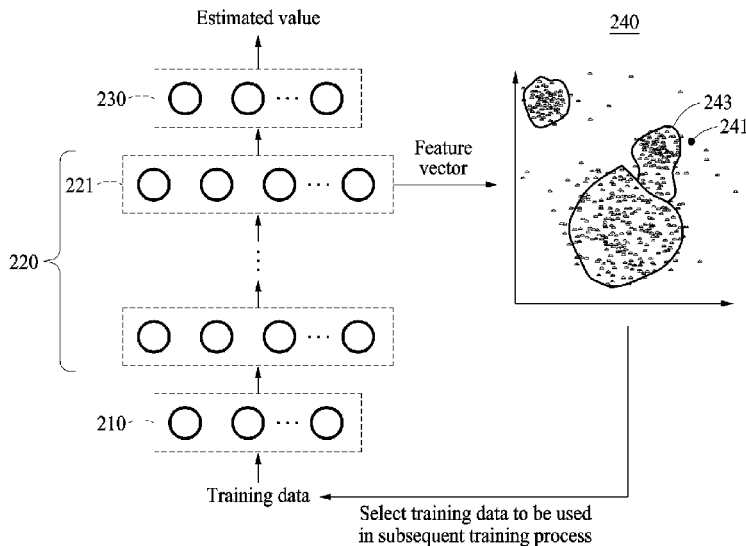 Estimated value
240
230
243
241
Feature
vector
221
220
210
Training data
Select training data to be used
in subsequent training process